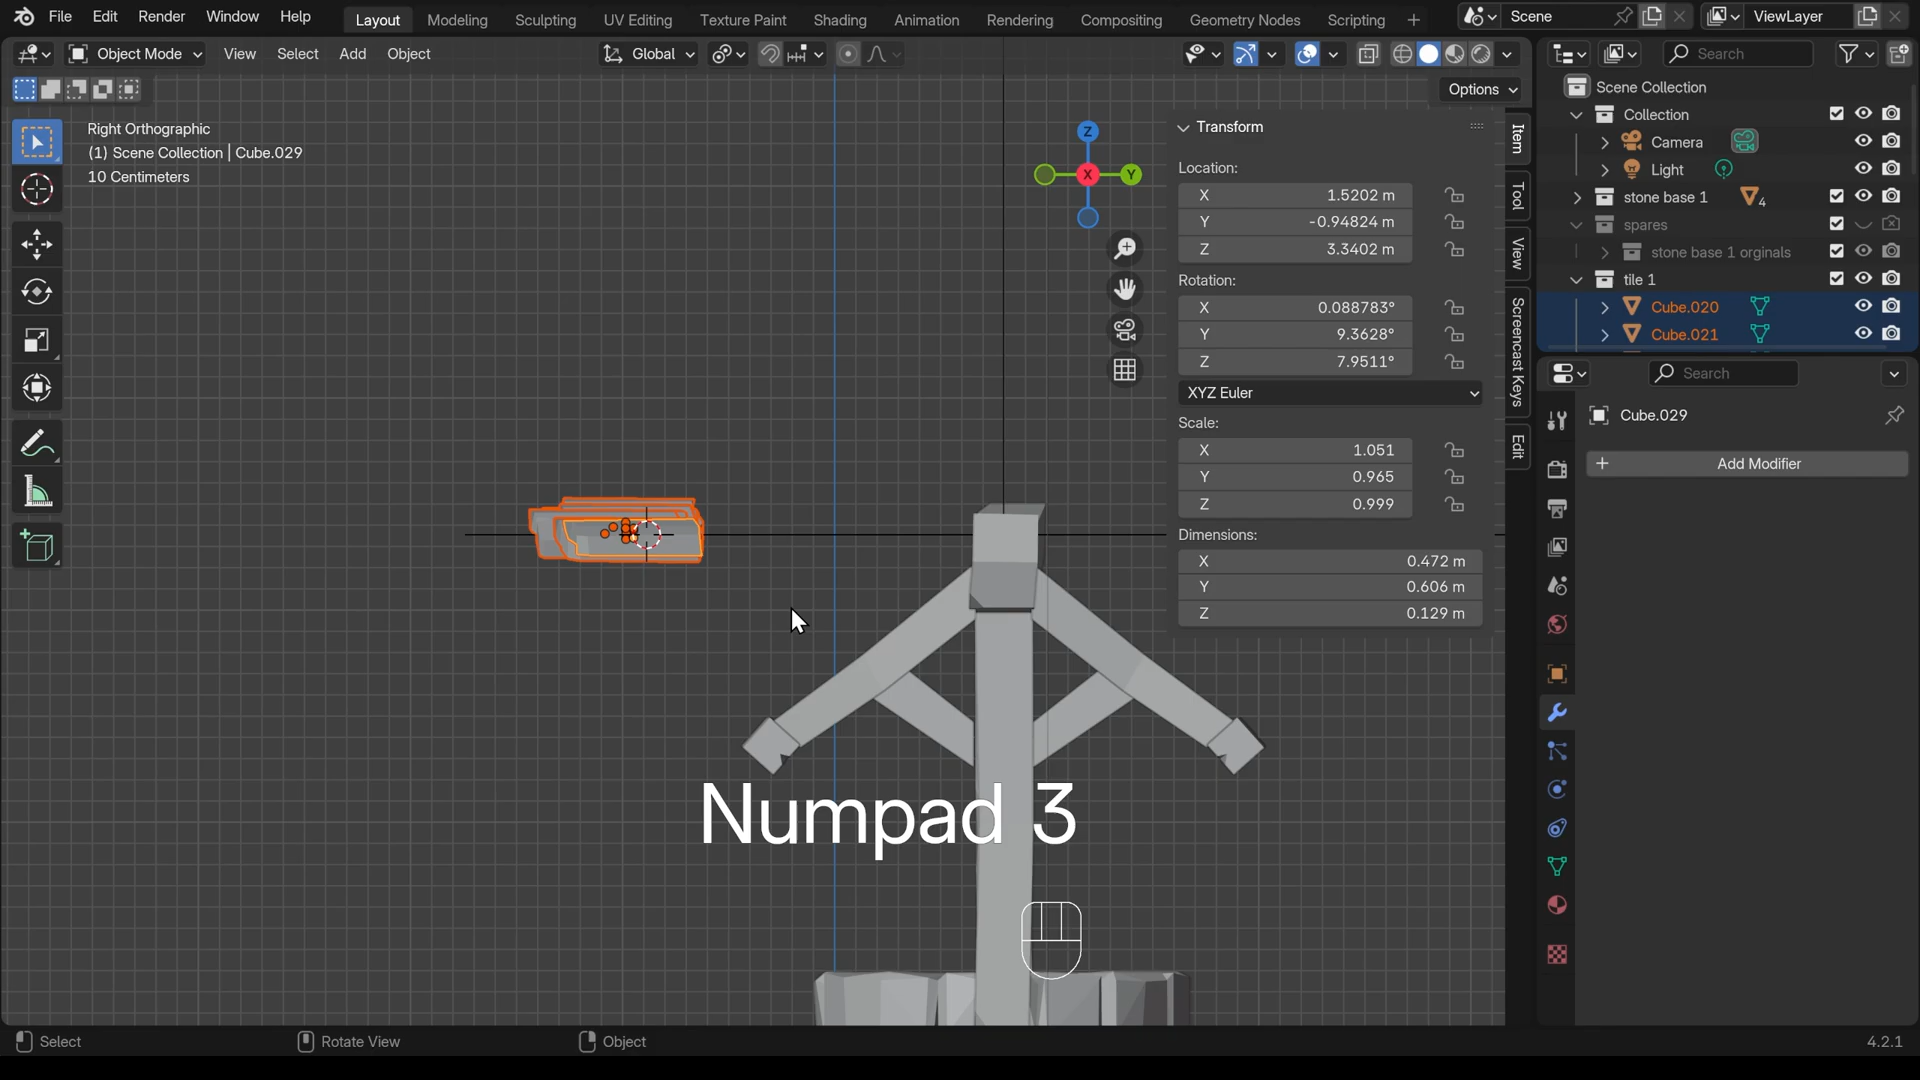 File Edit Render Window Help Layout Modeling Sculpting UV Editing Texture Paint Shading Animation Rendering Compositing Geometry Nodes Scripting + Scene ViewLayer
Object Mode View Select Add Object Global Search
Options
Right Orthographic
(1) Scene Collection | Cube.029
10 Centimeters
Z
X
Y
Transform
Location:
X 1.5202 m
Y -0.94824 m
Z 3.3402 m
Rotation:
X 0.088783°
Y 9.3628°
Z 7.9511°
XYZ Euler
Scale:
X 1.051
Y 0.965
Z 0.999
Dimensions:
X 0.472 m
Y 0.606 m
Z 0.129 m
Item
Tool
View
Screencast Keys
Edit
Scene Collection
Collection
Camera
Light
stone base 1 4
spares
stone base 1 orginals
tile 1
Cube.020
Cube.021
Search
Cube.029
+ Add Modifier
Numpad 3
Select Rotate View Object 4.2.1